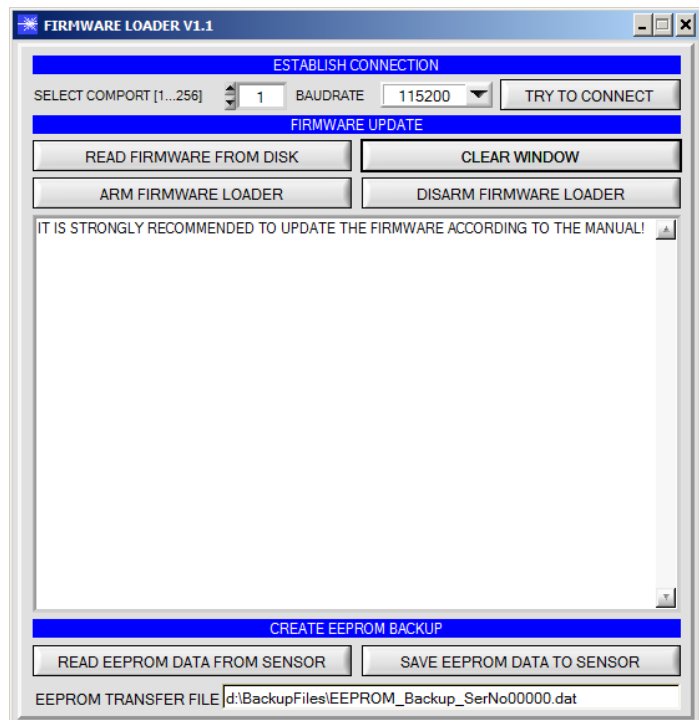 FIRMWARE LOADER V1.1
ESTABLISH CONNECTION
SELECT COMPORT [1...256] 1 BAUDRATE 115200 TRY TO CONNECT
FIRMWARE UPDATE
READ FIRMWARE FROM DISK CLEAR WINDOW
ARM FIRMWARE LOADER DISARM FIRMWARE LOADER
IT IS STRONGLY RECOMMENDED TO UPDATE THE FIRMWARE ACCORDING TO THE MANUAL!
CREATE EEPROM BACKUP
READ EEPROM DATA FROM SENSOR SAVE EEPROM DATA TO SENSOR
EEPROM TRANSFER FILE d:\BackupFiles\EEPROM_Backup_SerNo00000.dat